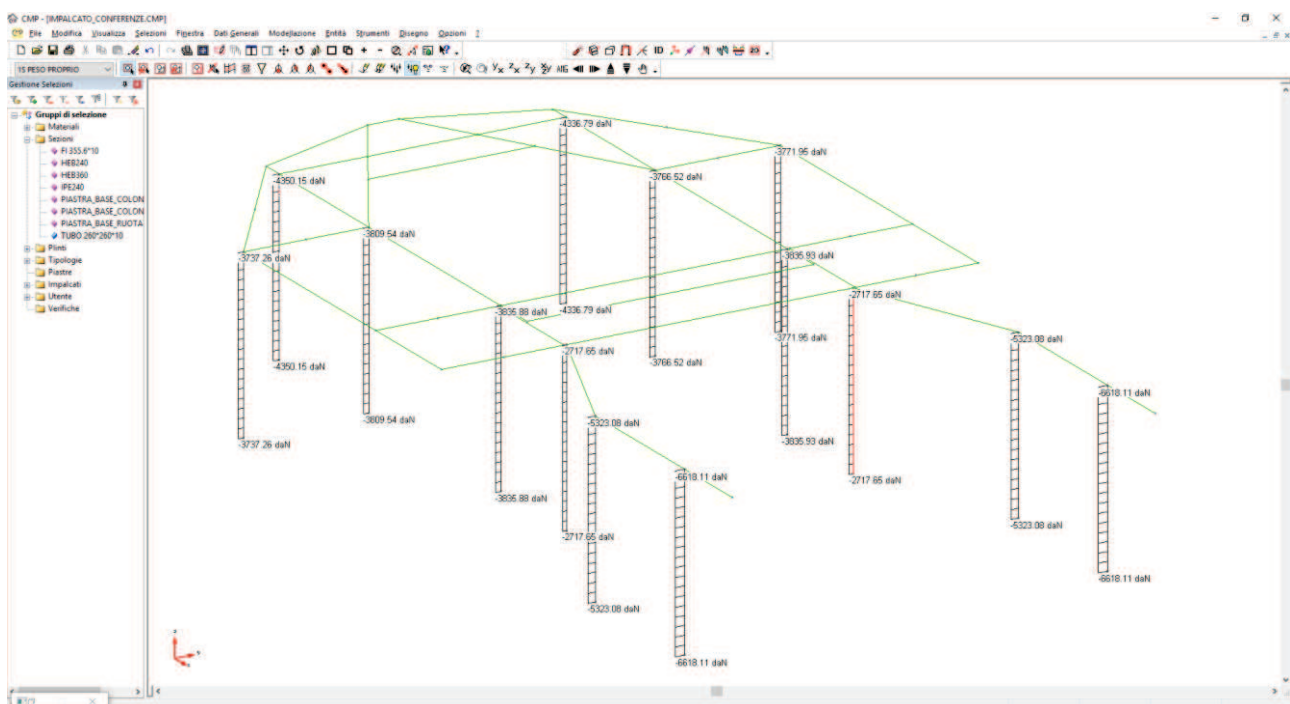 CMP - [IMPALCATO_CONFERENZE.CMP]
File Modifica Visualizza Selezioni Finestra Dati Generali Modellazione Entità Strumenti Disegno Opzioni ?
ID
15 PESO PROPRIO
Gestione Selezioni
Gruppi di selezione
Materiali
Sezioni
FI 355.6*10
HEB240
HEB360
IPE240
PIASTRA_BASE_COLON
PIASTRA_BASE_COLON
PIASTRA_BASE_RUOTA
TUBO 260*260*10
Plinti
Tipologie
Piastre
Impalcati
Utente
Verifiche
-4336.79 daN
-3771.95 daN
-4350.15 daN
-3766.52 daN
-3809.54 daN
-3737.26 daN
-3835.93 daN
-2717.65 daN
-3835.88 daN
-4336.79 daN
-5323.08 daN
-3771.95 daN
-2717.65 daN
-3766.52 daN
-4350.15 daN
-6618.11 daN
-3809.54 daN
-5323.08 daN
-3737.26 daN
-3835.93 daN
-6618.11 daN
-2717.65 daN
-3835.88 daN
-5323.08 daN
-2717.65 daN
-6618.11 daN
-5323.08 daN
-6618.11 daN